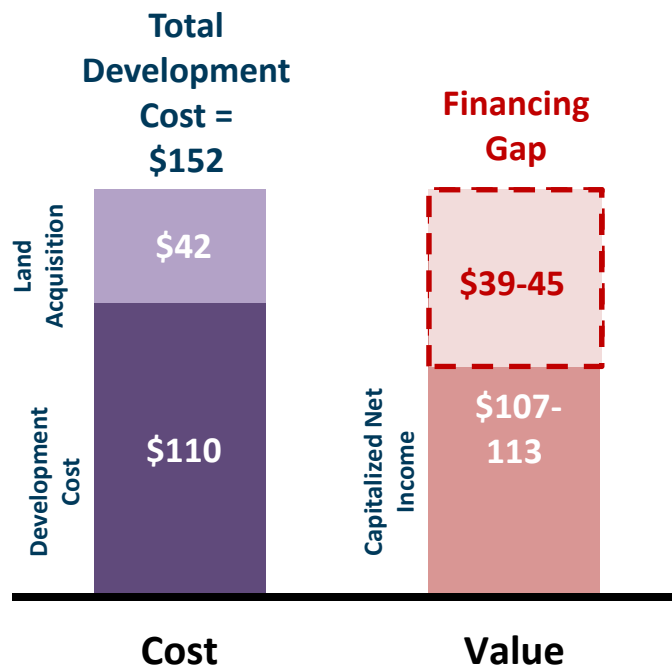 Total
Development
Cost =
$152
Land
Acquisition
$42
Development
Cost
$110
Financing
Gap
$39-45
Capitalized Net
Income
$107-
113
Cost
Value